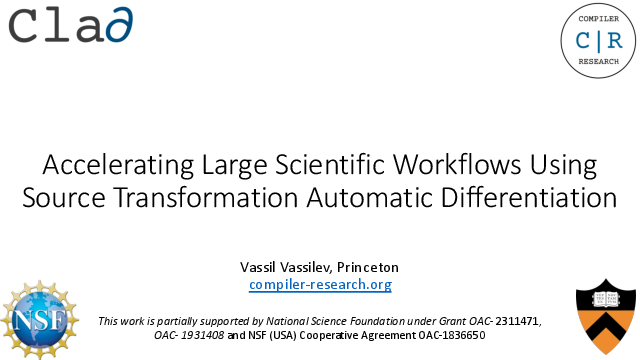 Cla∂
COMPILER
C|R
RESEARCH
Accelerating Large Scientific Workflows Using
Source Transformation Automatic Differentiation
Vassil Vassilev, Princeton
compiler-research.org
NSF
This work is partially supported by National Science Foundation under Grant OAC- 2311471,
OAC- 1931408 and NSF (USA) Cooperative Agreement OAC-1836650